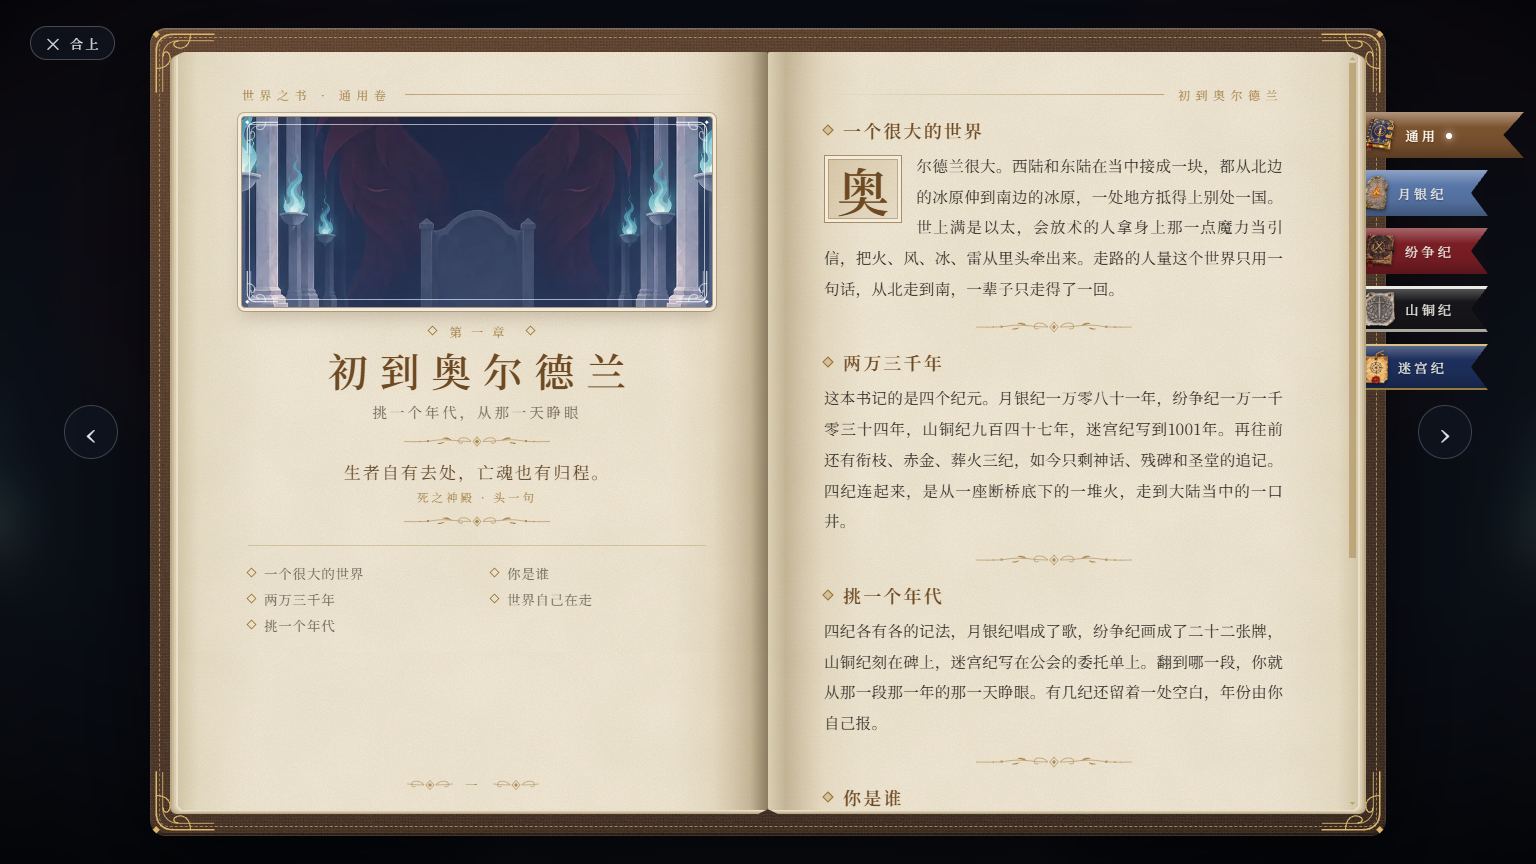 合上
世界之书 · 通用卷
第一章
初到奥尔德兰
挑一个年代，从那一天睁眼
生者自有去处，亡魂也有归程。
死之神殿 · 头一句
一个很大的世界
两万三千年
挑一个年代
你是谁
世界自己在走
一
初到奥尔德兰
一个很大的世界
奥尔德兰很大。西陆和东陆在当中接成一块，都从北边
的冰原伸到南边的冰原，一处地方抵得上别处一国。
世上满是以太，会放术的人拿身上那一点魔力当引
信，把火、风、冰、雷从里头牵出来。走路的人量这个世界只用一
句话，从北走到南，一辈子只走得了一回。
两万三千年
这本书记的是四个纪元。月银纪一万零八十一年，纷争纪一万一千
零三十四年，山铜纪九百四十七年，迷宫纪写到1001年。再往前
还有衔枝、赤金、葬火三纪，如今只剩神话、残碑和圣堂的追记。
四纪连起来，是从一座断桥底下的一堆火，走到大陆当中的一口
井。
挑一个年代
四纪各有各的记法，月银纪唱成了歌，纷争纪画成了二十二张牌，
山铜纪刻在碑上，迷宫纪写在公会的委托单上。翻到哪一段，你就
从那一段那一年的那一天睁眼。有几纪还留着一处空白，年份由你
自己报。
你是谁
通用
月银纪
纷争纪
山铜纪
迷宫纪